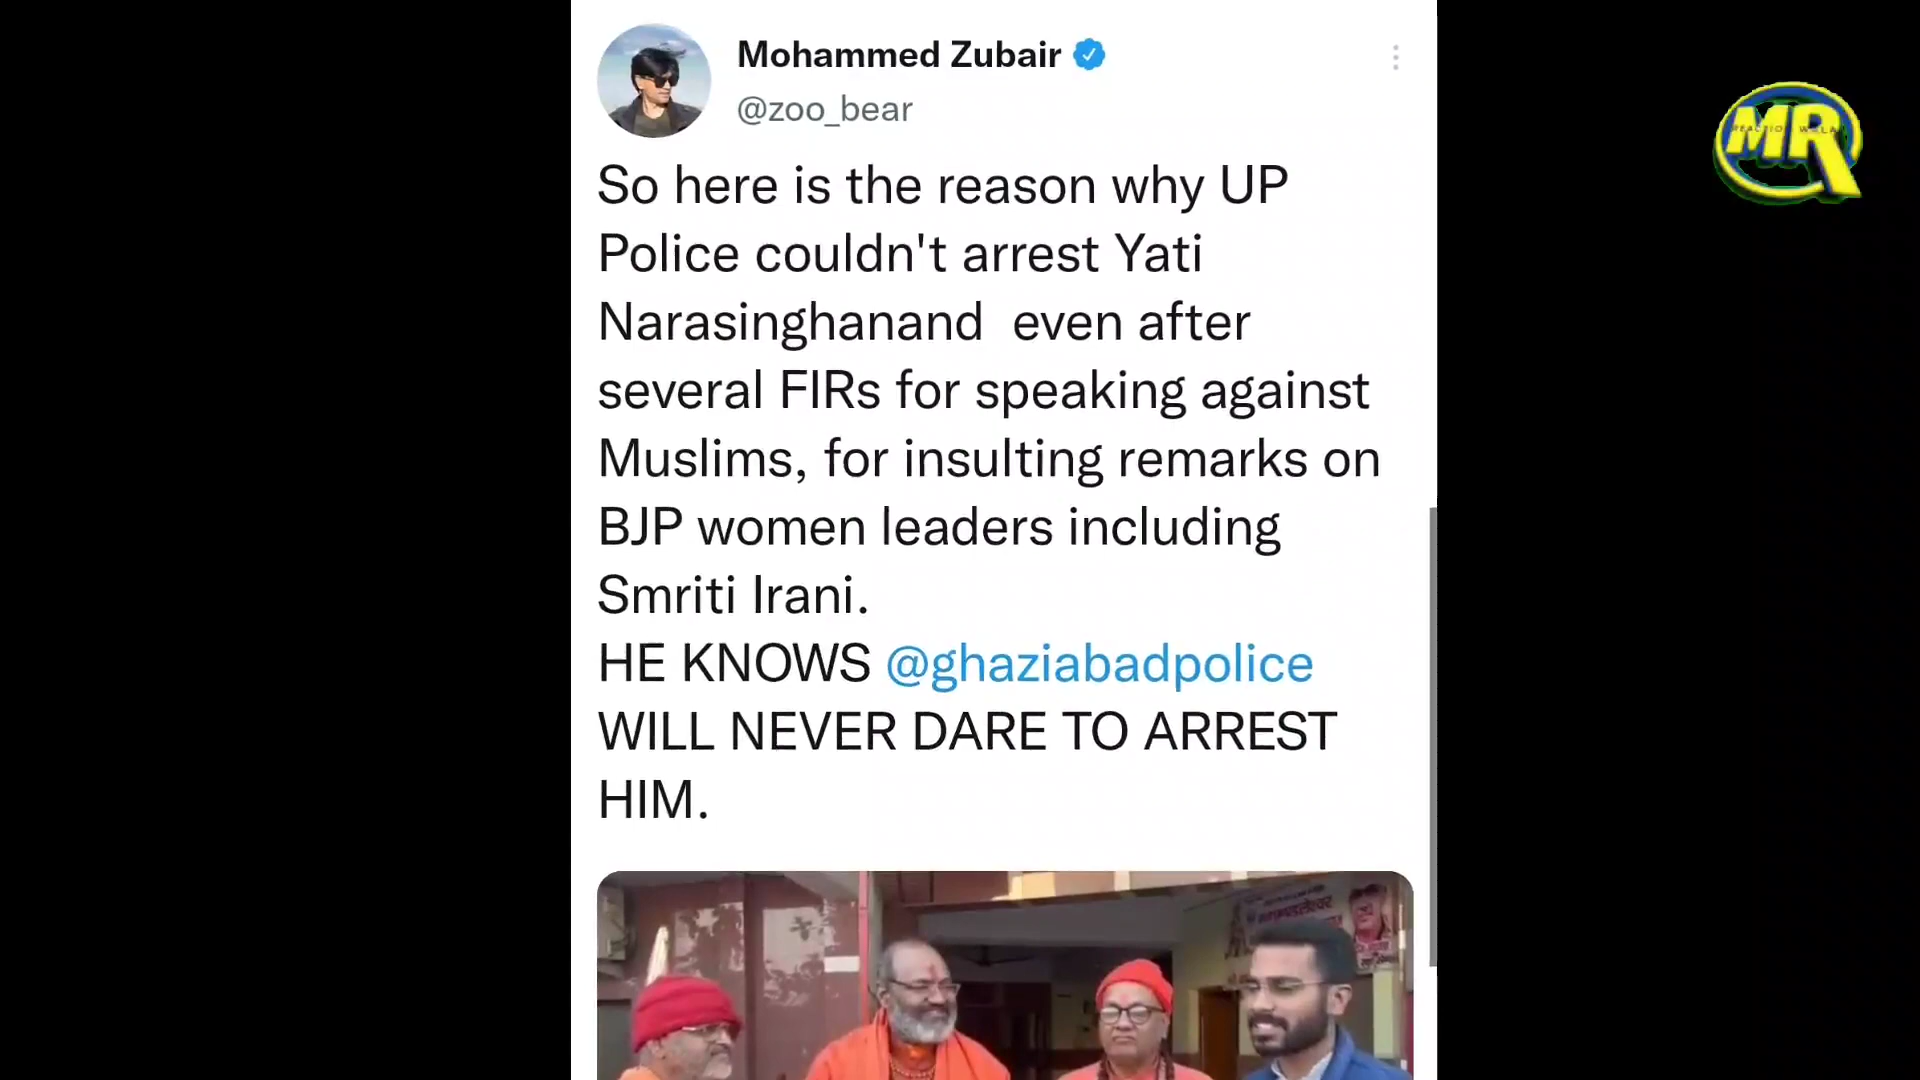 Mohammed Zubair
@zoo_bear
So here is the reason why UP
Police couldn't arrest Yati
Narasinghanand  even after
several FIRs for speaking against
Muslims, for insulting remarks on
BJP women leaders including
Smriti Irani.
HE KNOWS @ghaziabadpolice
WILL NEVER DARE TO ARREST
HIM.
MR
REACTION WALA